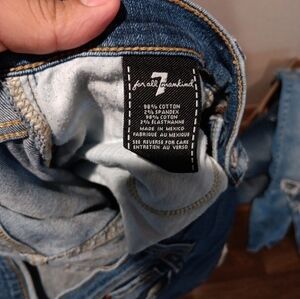 7
for all mankind
98% COTTON
2% SPANDEX
98% COTON
2% ELASTHANNE
MADE IN MEXICO
FABRIQUÉ AU MEXIQUE
SEE REVERSE FOR CARE
ENTRETIEN AU VERSO